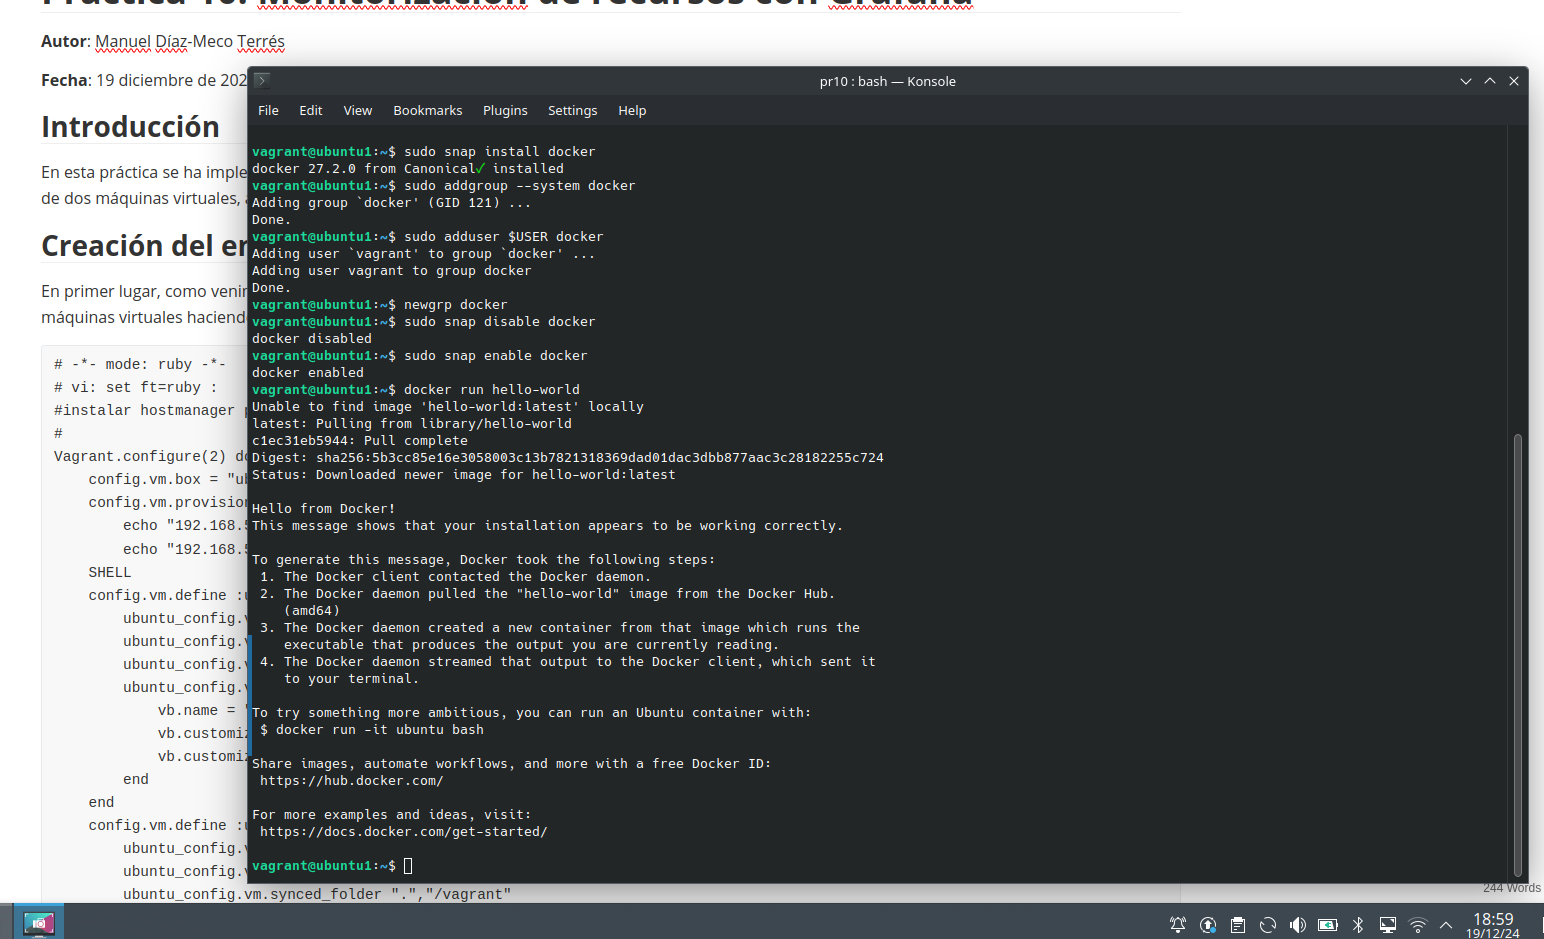 Práctica 10: Monitorización de recursos con Grafana
Autor: Manuel Díaz-Meco Terrés
Fecha: 19 diciembre de 202
Introducción
En esta práctica se ha imple
de dos máquinas virtuales,
Creación del en
En primer lugar, como venir
máquinas virtuales haciend
# -*- mode: ruby -*-
# vi: set ft=ruby :
#instalar hostmanager p
#
Vagrant.configure(2) do
config.vm.box = "ub
config.vm.provision
echo "192.168.5
echo "192.168.5
SHELL
config.vm.define :u
ubuntu_config.v
ubuntu_config.v
ubuntu_config.v
ubuntu_config.v
vb.name = "
vb.customiz
vb.customiz
end
end
config.vm.define :u
ubuntu_config.v
ubuntu_config.v
ubuntu_config.vm.synced_folder ".","/vagrant"
pr10 : bash — Konsole
File Edit View Bookmarks Plugins Settings Help
vagrant@ubuntu1:~$ sudo snap install docker
docker 27.2.0 from Canonical✓ installed
vagrant@ubuntu1:~$ sudo addgroup --system docker
Adding group `docker' (GID 121) ...
Done.
vagrant@ubuntu1:~$ sudo adduser $USER docker
Adding user `vagrant' to group `docker' ...
Adding user vagrant to group docker
Done.
vagrant@ubuntu1:~$ newgrp docker
vagrant@ubuntu1:~$ sudo snap disable docker
docker disabled
vagrant@ubuntu1:~$ sudo snap enable docker
docker enabled
vagrant@ubuntu1:~$ docker run hello-world
Unable to find image 'hello-world:latest' locally
latest: Pulling from library/hello-world
c1ec31eb5944: Pull complete
Digest: sha256:5b3cc85e16e3058003c13b7821318369dad01dac3dbb877aac3c28182255c724
Status: Downloaded newer image for hello-world:latest
Hello from Docker!
This message shows that your installation appears to be working correctly.
To generate this message, Docker took the following steps:
1. The Docker client contacted the Docker daemon.
2. The Docker daemon pulled the "hello-world" image from the Docker Hub.
(amd64)
3. The Docker daemon created a new container from that image which runs the
executable that produces the output you are currently reading.
4. The Docker daemon streamed that output to the Docker client, which sent it
to your terminal.
To try something more ambitious, you can run an Ubuntu container with:
$ docker run -it ubuntu bash
Share images, automate workflows, and more with a free Docker ID:
https://hub.docker.com/
For more examples and ideas, visit:
https://docs.docker.com/get-started/
vagrant@ubuntu1:~$
244 Words
18:59
19/12/24